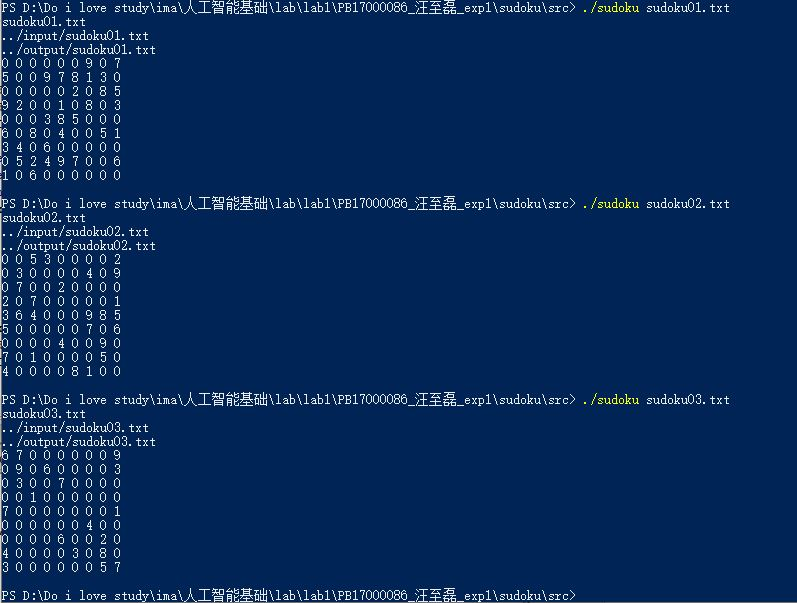 PS D:\Do i love study\ima\人工智能基础\lab\lab1\PB17000086_汪至磊_exp1\sudoku\src> ./sudoku sudoku01.txt
sudoku01.txt
../input/sudoku01.txt
../output/sudoku01.txt
0 0 0 0 0 0 9 0 7
5 0 0 9 7 8 1 3 0
0 0 0 0 0 2 0 8 5
9 2 0 0 1 0 8 0 3
0 0 0 3 8 5 0 0 0
6 0 8 0 4 0 0 5 1
3 4 0 6 0 0 0 0 0
0 5 2 4 9 7 0 0 6
1 0 6 0 0 0 0 0 0
PS D:\Do i love study\ima\人工智能基础\lab\lab1\PB17000086_汪至磊_exp1\sudoku\src> ./sudoku sudoku02.txt
sudoku02.txt
../input/sudoku02.txt
../output/sudoku02.txt
0 0 5 3 0 0 0 0 2
0 3 0 0 0 0 4 0 9
0 7 0 0 2 0 0 0 0
2 0 7 0 0 0 0 0 1
3 6 4 0 0 0 9 8 5
5 0 0 0 0 0 7 0 6
0 0 0 0 4 0 0 9 0
7 0 1 0 0 0 0 5 0
4 0 0 0 0 8 1 0 0
PS D:\Do i love study\ima\人工智能基础\lab\lab1\PB17000086_汪至磊_exp1\sudoku\src> ./sudoku sudoku03.txt
sudoku03.txt
../input/sudoku03.txt
../output/sudoku03.txt
6 7 0 0 0 0 0 0 9
0 9 0 6 0 0 0 0 3
0 3 0 0 7 0 0 0 0
0 0 1 0 0 0 0 0 0
7 0 0 0 0 0 0 0 1
0 0 0 0 0 0 4 0 0
0 0 0 0 6 0 0 2 0
4 0 0 0 0 3 0 8 0
3 0 0 0 0 0 0 5 7
PS D:\Do i love study\ima\人工智能基础\lab\lab1\PB17000086_汪至磊_exp1\sudoku\src>